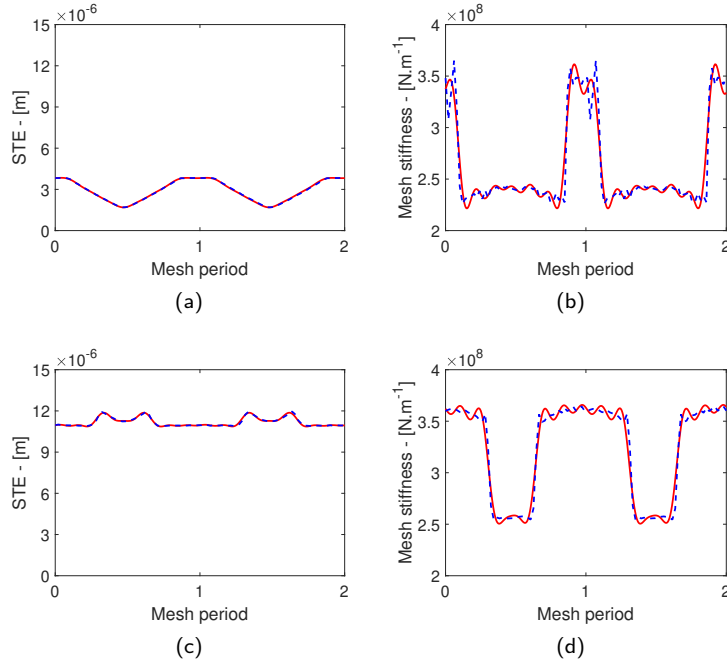 ×10⁻⁶
15
12
9
6
3
0
STE - [m]
0 1 2
Mesh period
(a)
×10⁸
4
3.5
3
2.5
2
Mesh stiffness - [N.m⁻¹]
0 1 2
Mesh period
(b)
×10⁻⁶
15
12
9
6
3
0
STE - [m]
0 1 2
Mesh period
(c)
×10⁸
4
3.5
3
2.5
2
Mesh stiffness - [N.m⁻¹]
0 1 2
Mesh period
(d)